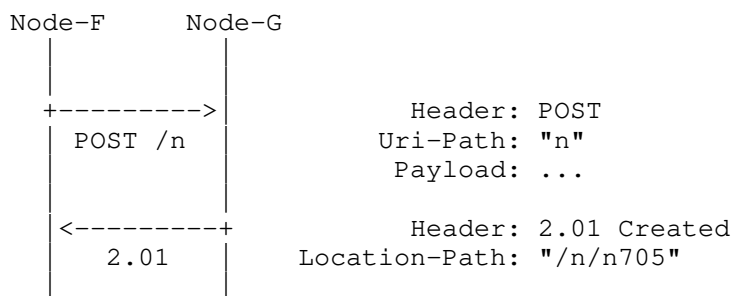 Node-F Node-G
Header: POST
POST /n Uri-Path: "n"
Payload: ...
Header: 2.01 Created
2.01 Location-Path: "/n/n705"